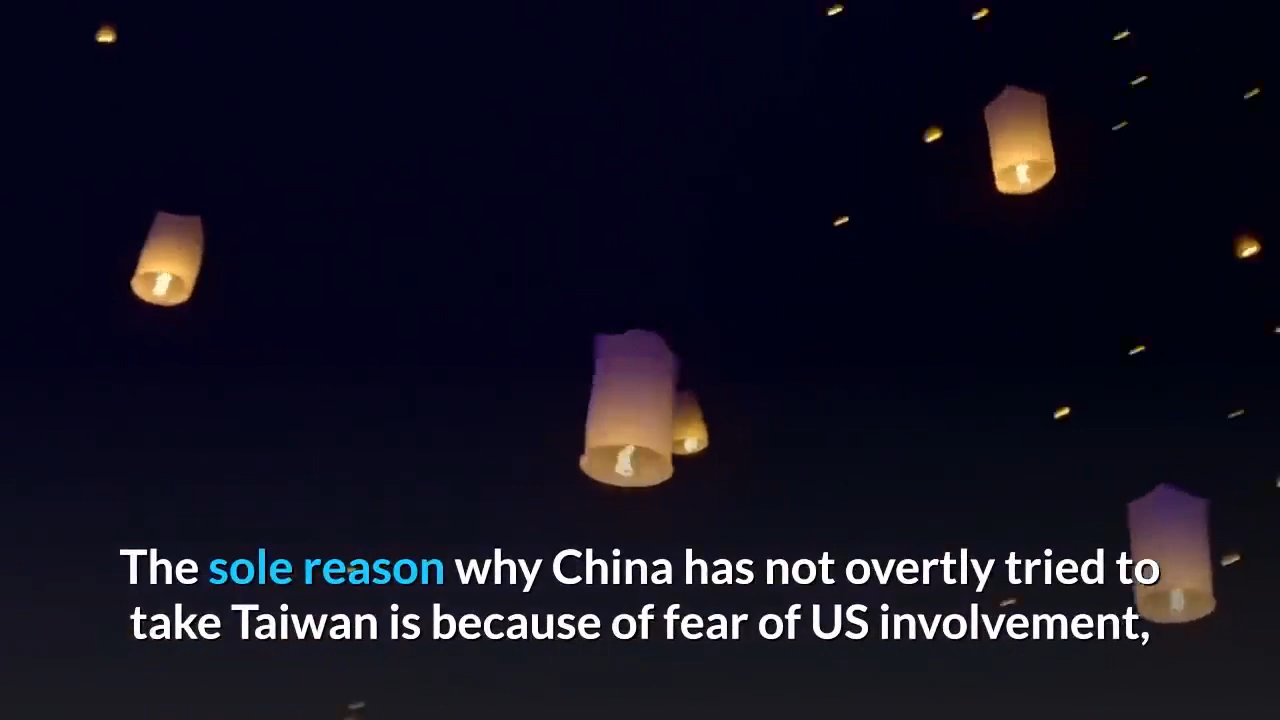 The sole reason why China has not overtly tried to
take Taiwan is because of fear of US involvement,